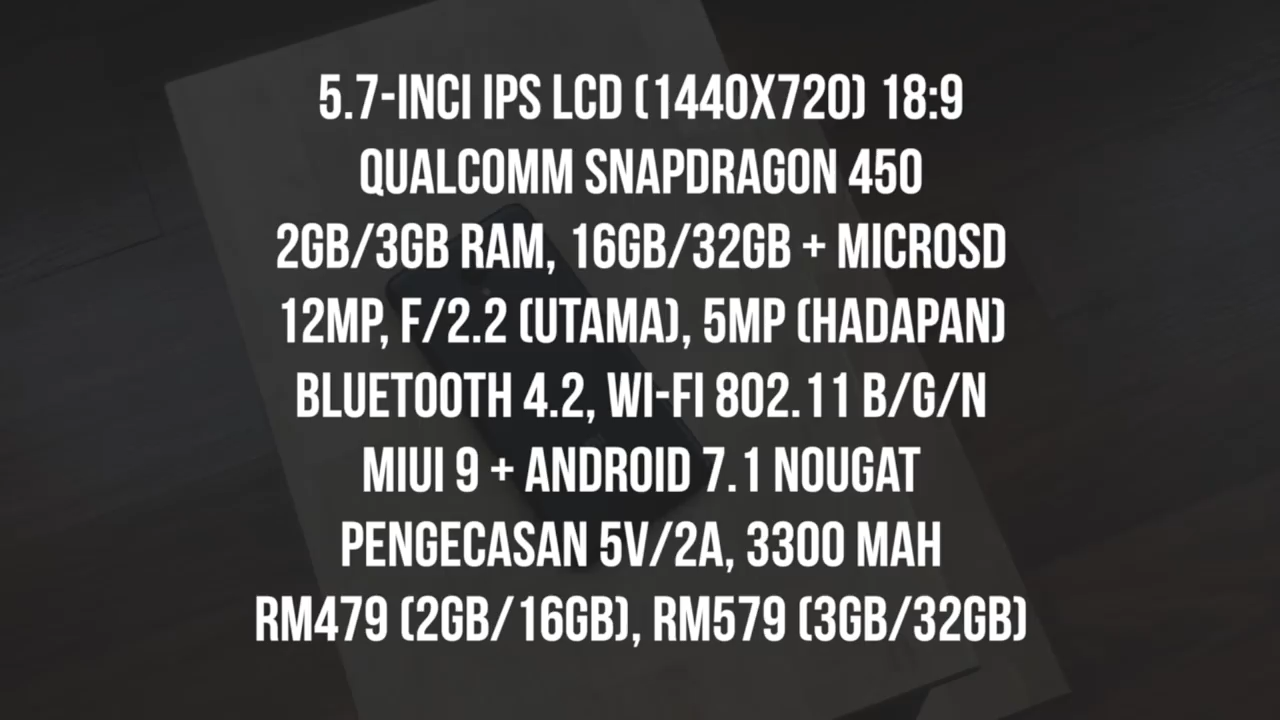 5.7-INCI IPS LCD (1440X720) 18:9
QUALCOMM SNAPDRAGON 450
2GB/3GB RAM, 16GB/32GB + MICROSD
12MP, F/2.2 (UTAMA), 5MP (HADAPAN)
BLUETOOTH 4.2, WI-FI 802.11 B/G/N
MIUI 9 + ANDROID 7.1 NOUGAT
PENGECASAN 5V/2A, 3300 MAH
RM479 (2GB/16GB), RM579 (3GB/32GB)